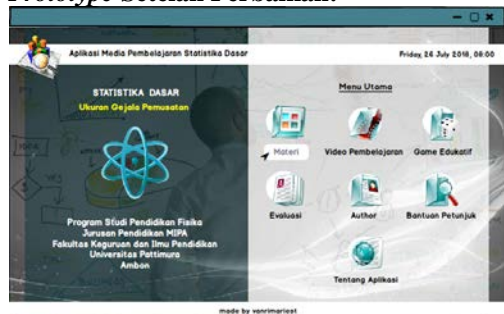 Prototype Setelah Perbaikan:
Aplikasi Media Pembelajaran Statistika Dasar
Friday, 26 July 2018, 08:00
STATISTIKA DASAR
Ukuran Gejala Pemusatan
Program Studi Pendidikan Fisika
Jurusan Pendidikan MIPA
Fakultas Keguruan dan Ilmu Pendidikan
Universitas Pattimura
Ambon
Menu Utama
Materi
Video Pembelajaran
Game Edukatif
Evaluasi
Author
Bantuan Petunjuk
Tentang Aplikasi
made by